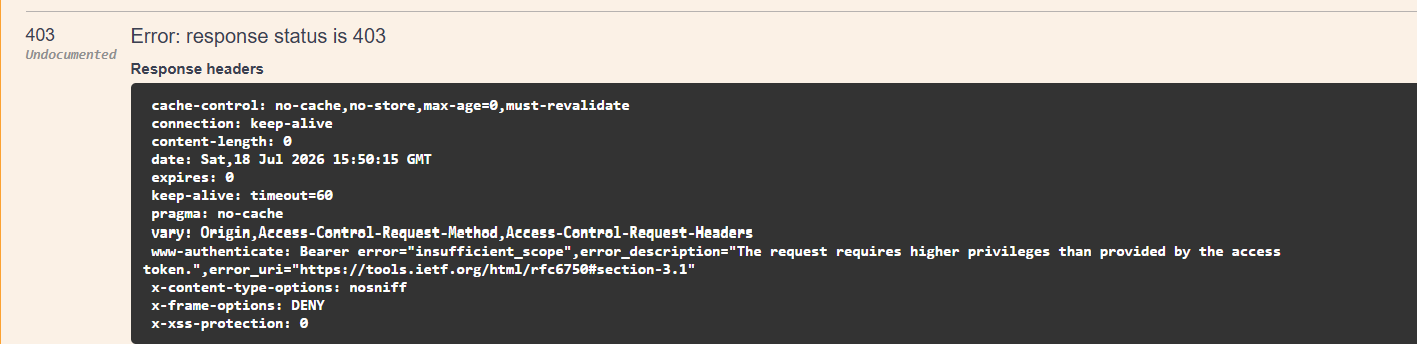 403
Undocumented
Error: response status is 403
Response headers
cache-control: no-cache,no-store,max-age=0,must-revalidate
connection: keep-alive
content-length: 0
date: Sat,18 Jul 2026 15:50:15 GMT
expires: 0
keep-alive: timeout=60
pragma: no-cache
vary: Origin,Access-Control-Request-Method,Access-Control-Request-Headers
www-authenticate: Bearer error="insufficient_scope",error_description="The request requires higher privileges than provided by the access
token.",error_uri="https://tools.ietf.org/html/rfc6750#section-3.1"
x-content-type-options: nosniff
x-frame-options: DENY
x-xss-protection: 0